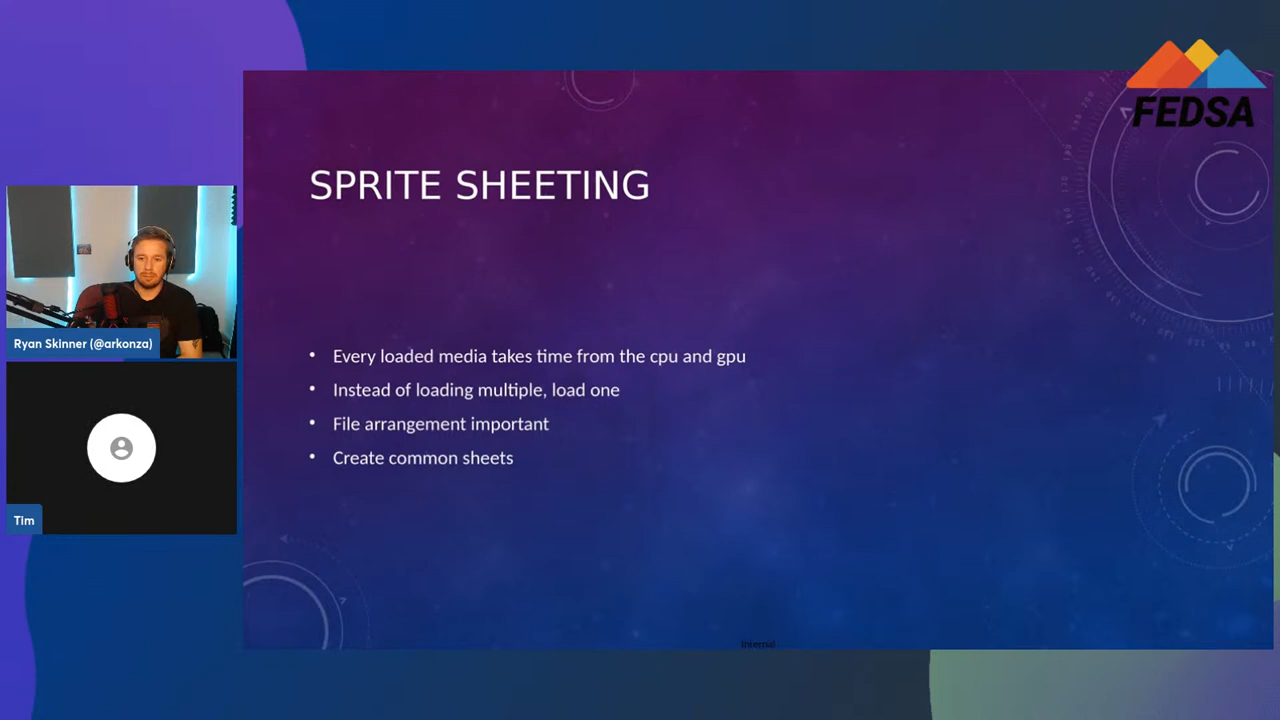 FEDSA
SPRITE SHEETING
Ryan Skinner (@arkonza)
• Every loaded media takes time from the cpu and gpu
• Instead of loading multiple, load one
• File arrangement important
• Create common sheets
Tim
Internal